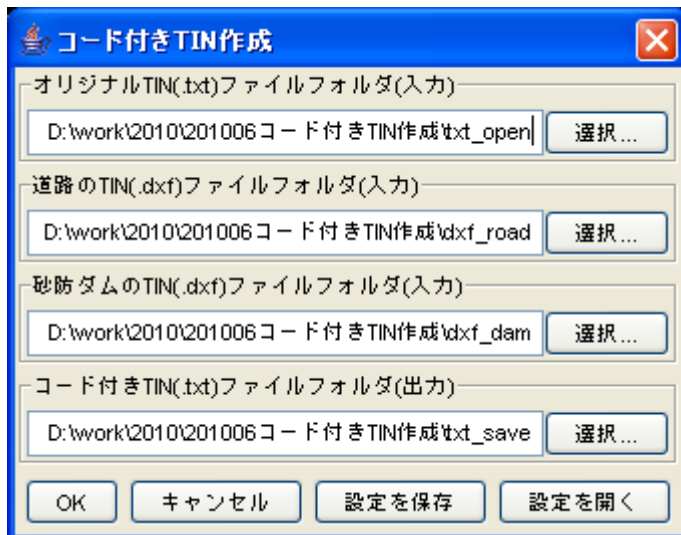 コード付きTIN作成
オリジナルTIN(.txt)ファイルフォルダ(入力)
D:\work\2010\201006コード付きTIN作成\txt_open 選択...
道路のTIN(.dxf)ファイルフォルダ(入力)
D:\work\2010\201006コード付きTIN作成\dxf_road 選択...
砂防ダムのTIN(.dxf)ファイルフォルダ(入力)
D:\work\2010\201006コード付きTIN作成\dxf_dam 選択...
コード付きTIN(.txt)ファイルフォルダ(出力)
D:\work\2010\201006コード付きTIN作成\txt_save 選択...
OK キャンセル 設定を保存 設定を開く